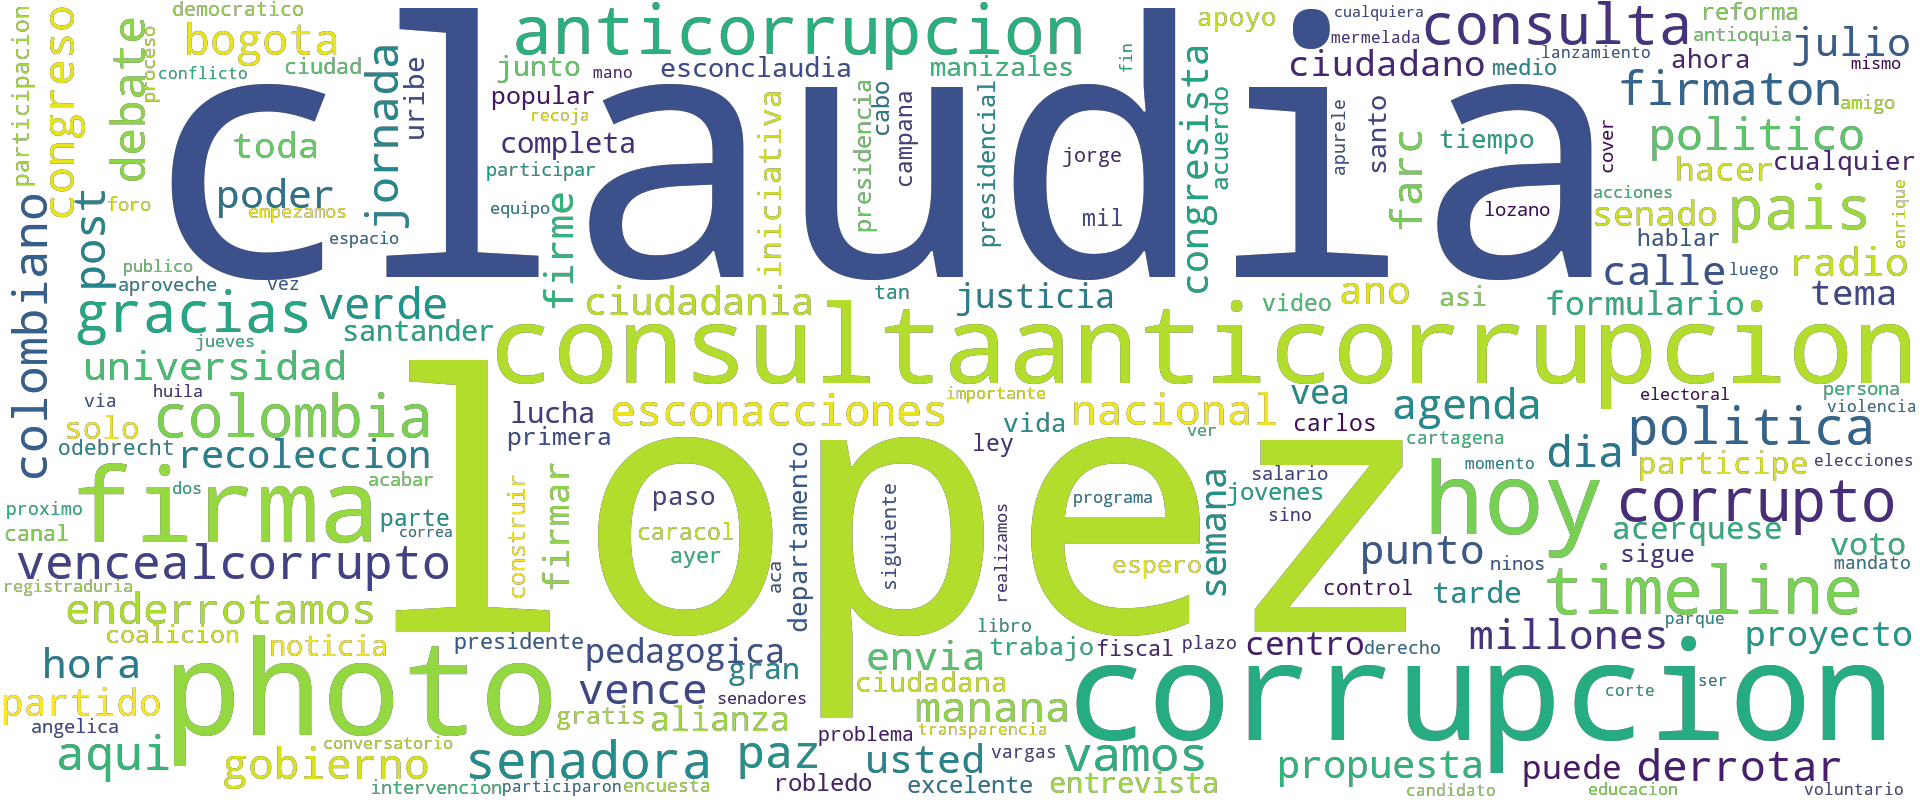 claudia
lopez
consultaanticorrupcion
corrupcion
photo
anticorrupcion
firma
hoy
timeline
consulta
pais
corrupto
vencealcorrupto
colombia
gracias
senadora
politica
politico
firmaton
congreso
debate
bogota
jornada
post
colombiano
poder
verde
toda
universidad
recoleccion
enderrotamos
hora
partido
aqui
gobierno
democratico
participacion
proceso
conflicto
ciudad
uribe
foro
empezamos
espacio
publico
aproveche
vez
santander
jueves
huila
via
solo
odebrecht
dos
acabar
proximo
canal
parte
correa
registraduria
coalicion
noticia
angelica
conversatorio
intervencion
participaron
encuesta
junto
mano
esconclaudia
manizales
popular
recoja
completa
participar
equipo
firme
iniciativa
presidencia
cabo
campana
presidencial
congresista
acuerdo
fin
apoyo
cualquiera
mermelada
ciudadano
medio
lanzamiento
reforma
antioquia
ahora
julio
mismo
amigo
jorge
mil
apurele
santo
farc
tiempo
cover
lozano
hacer
cualquier
acciones
senado
enrique
hablar
calle
luego
radio
tema
formulario
ciudadania
tan
justicia
video
ano
asi
lucha
primera
esconacciones
importante
vida
ley
nacional
ver
vea
carlos
agenda
cartagena
electoral
persona
violencia
dia
participe
elecciones
momento
salario
jovenes
sino
semana
programa
paso
caracol
ayer
siguiente
aca
departamento
realizamos
construir
firmar
espero
punto
ninos
control
tarde
acerquese
sigue
voto
mandato
parque
proyecto
millones
presidente
pedagogica
gran
vence
senadores
gratis
alianza
libro
trabajo
fiscal
plazo
centro
derecho
envia
ciudadana
manana
transparencia
problema
paz
usted
vargas
vamos
robledo
excelente
entrevista
corte
ser
propuesta
puede
derrotar
candidato
educacion
voluntario